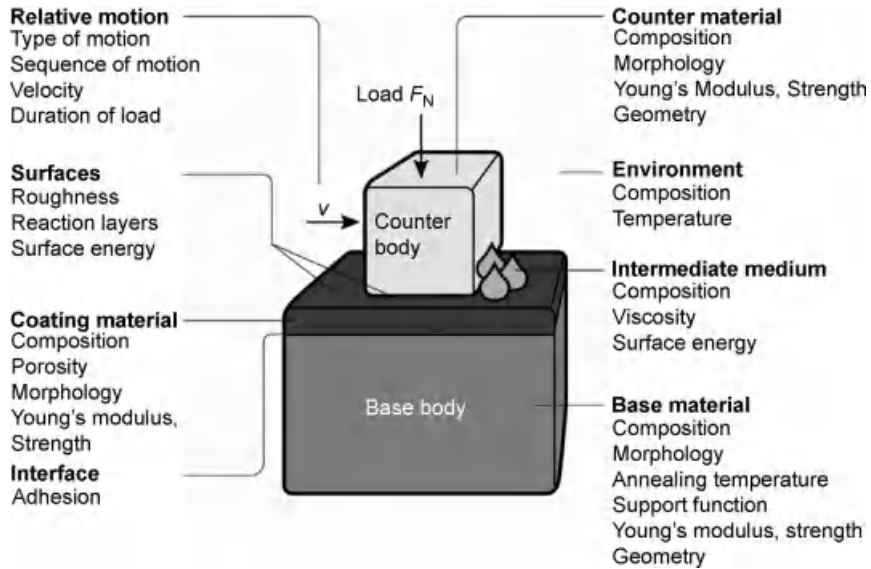 Relative motion
Type of motion
Sequence of motion
Velocity
Duration of load
Surfaces
Roughness
Reaction layers
Surface energy
Coating material
Composition
Porosity
Morphology
Young's modulus,
Strength
Interface
Adhesion
Load F_N
v
Counter
body
Base body
Counter material
Composition
Morphology
Young's Modulus, Strength
Geometry
Environment
Composition
Temperature
Intermediate medium
Composition
Viscosity
Surface energy
Base material
Composition
Morphology
Annealing temperature
Support function
Young's modulus, strength
Geometry